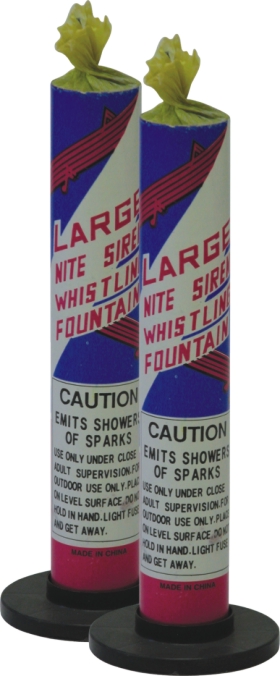 LARGE
NITE SIREN
WHISTLING
FOUNTAIN
CAUTION
EMITS SHOWERS
OF SPARKS
USE ONLY UNDER CLOSE
ADULT SUPERVISION.FOR
OUTDOOR USE ONLY.PLACE
ON LEVEL SURFACE.DO NOT
HOLD IN HAND.LIGHT FUSE
AND GET AWAY.
MADE IN CHINA
LARGE
NITE SIREN
WHISTLING
FOUNTAIN
CAUTION
EMITS SHOWERS
OF SPARKS
USE ONLY UNDER CLOSE
ADULT SUPERVISION.FOR
OUTDOOR USE ONLY.PLACE
ON LEVEL SURFACE.DO NOT
HOLD IN HAND.LIGHT FUSE
AND GET AWAY.
MADE IN CHINA